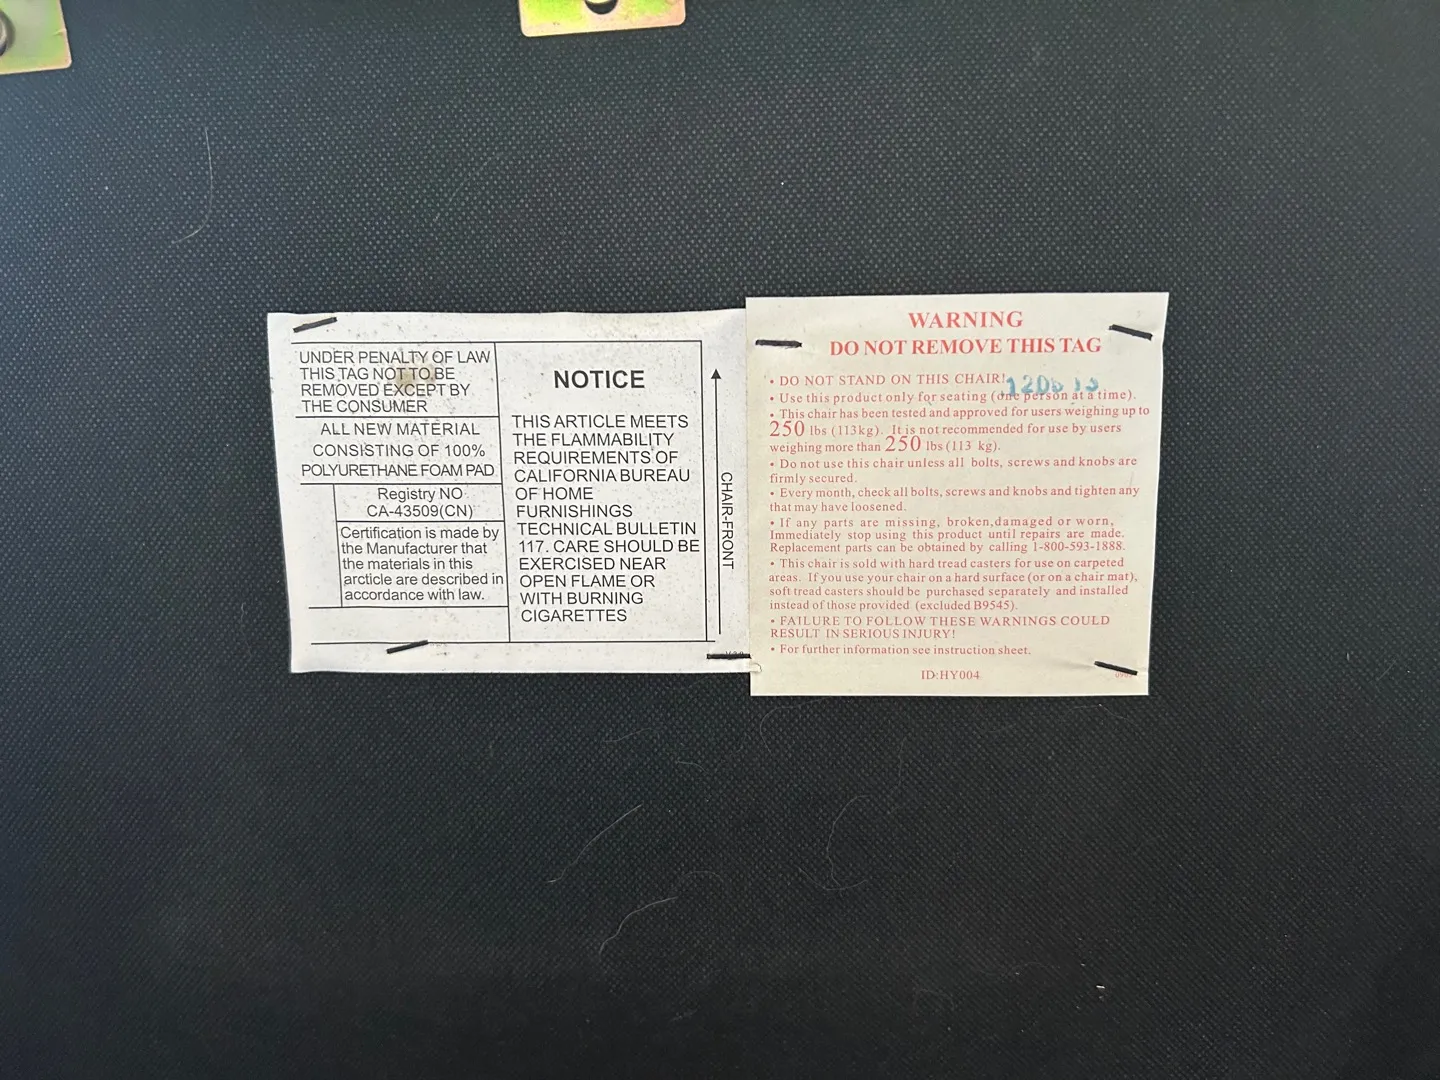 UNDER PENALTY OF LAW
THIS TAG NOT TO BE
REMOVED EXCEPT BY
THE CONSUMER
ALL NEW MATERIAL
CONSISTING OF 100%
POLYURETHANE FOAM PAD
Registry NO
CA-43509(CN)
Certification is made by
the Manufacturer that
the materials in this
arcticle are described in
accordance with law.
NOTICE
THIS ARTICLE MEETS
THE FLAMMABILITY
REQUIREMENTS OF
CALIFORNIA BUREAU
OF HOME
FURNISHINGS
TECHNICAL BULLETIN
117. CARE SHOULD BE
EXERCISED NEAR
OPEN FLAME OR
WITH BURNING
CIGARETTES
CHAIR-FRONT
WARNING
DO NOT REMOVE THIS TAG
• DO NOT STAND ON THIS CHAIR!
• Use this product only for seating (one person at a time).
• This chair has been tested and approved for users weighing up to
250 lbs (113kg). It is not recommended for use by users
weighing more than 250 lbs (113 kg).
• Do not use this chair unless all bolts, screws and knobs are
firmly secured.
• Every month, check all bolts, screws and knobs and tighten any
that may have loosened.
• If any parts are missing, broken,damaged or worn,
Immediately stop using this product until repairs are made.
Replacement parts can be obtained by calling 1-800-593-1888.
• This chair is sold with hard tread casters for use on carpeted
areas. If you use your chair on a hard surface (or on a chair mat),
soft tread casters should be purchased separately and installed
instead of those provided (excluded B9545).
• FAILURE TO FOLLOW THESE WARNINGS COULD
RESULT IN SERIOUS INJURY!
• For further information see instruction sheet.
ID:HY004